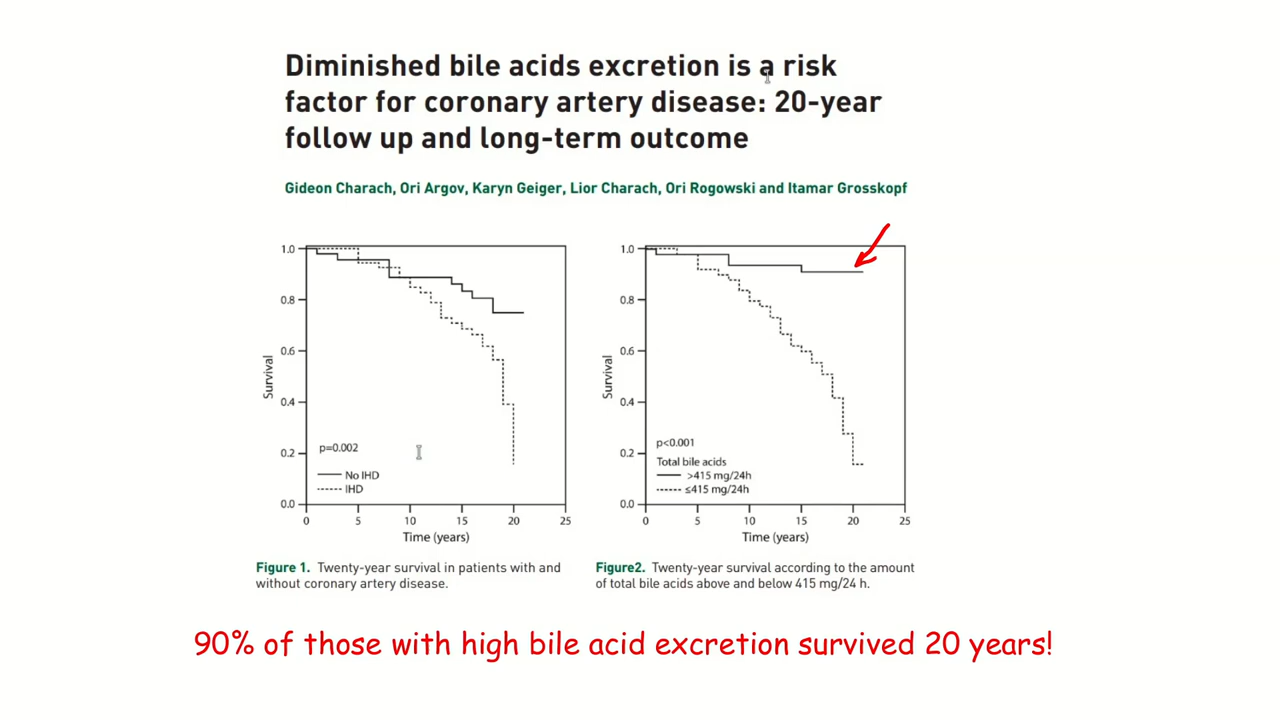 Diminished bile acids excretion is a risk
factor for coronary artery disease: 20-year
follow up and long-term outcome
Gideon Charach, Ori Argov, Karyn Geiger, Lior Charach, Ori Rogowski and Itamar Grosskopf
1.0
0.8
0.6
0.4
0.2
0.0
Survival
p=0.002
No IHD
IHD
0 5 10 15 20 25
Time (years)
Figure 1. Twenty-year survival in patients with and
without coronary artery disease.
1.0
0.8
0.6
0.4
0.2
0.0
Survival
p<0.001
Total bile acids
>415 mg/24h
≤415 mg/24h
0 5 10 15 20 25
Time (years)
Figure2. Twenty-year survival according to the amount
of total bile acids above and below 415 mg/24 h.
90% of those with high bile acid excretion survived 20 years!